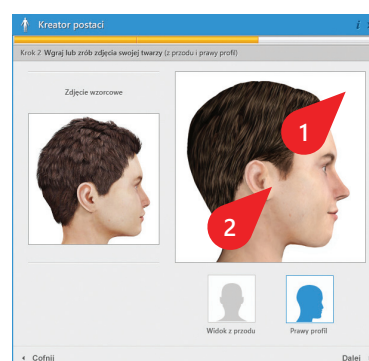 Kreator postaci
i
Krok 2 Wgraj lub zrób zdjęcia swojej twarzy (z przodu i prawy profil)
Zdjęcie wzorcowe
1
2
Widok z przodu
Prawy profil
Cofnij
Dalej